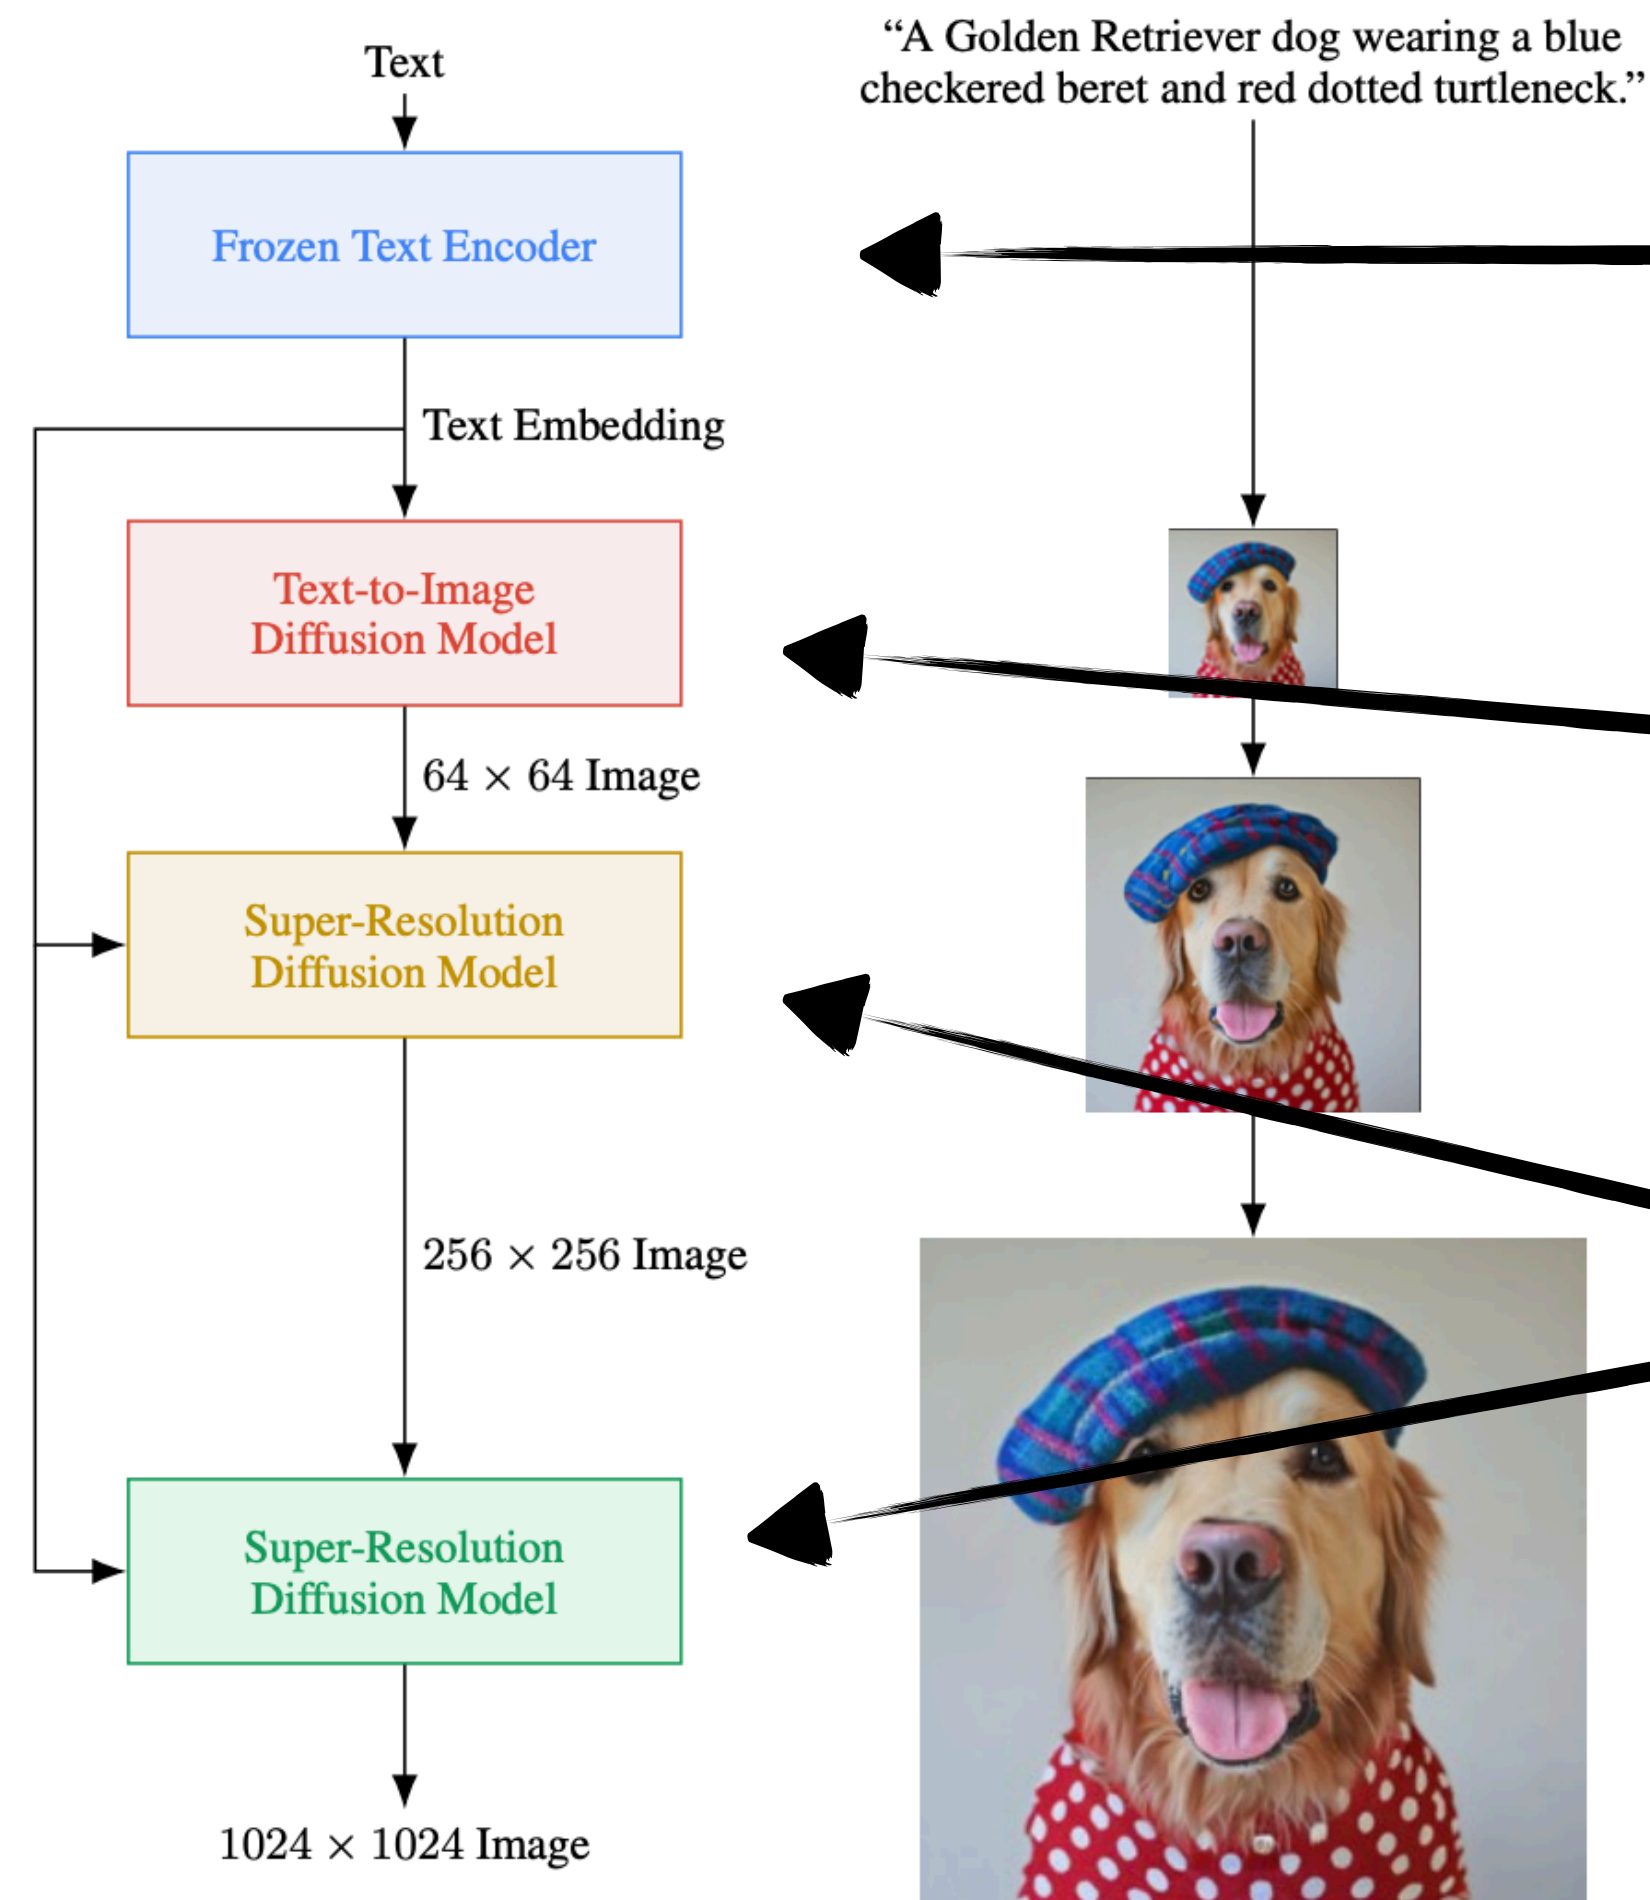 Text
“A Golden Retriever dog wearing a blue
checkered beret and red dotted turtleneck.”
Frozen Text Encoder
Text Embedding
Text-to-Image
Diffusion Model
64 × 64 Image
Super-Resolution
Diffusion Model
256 × 256 Image
Super-Resolution
Diffusion Model
1024 × 1024 Image